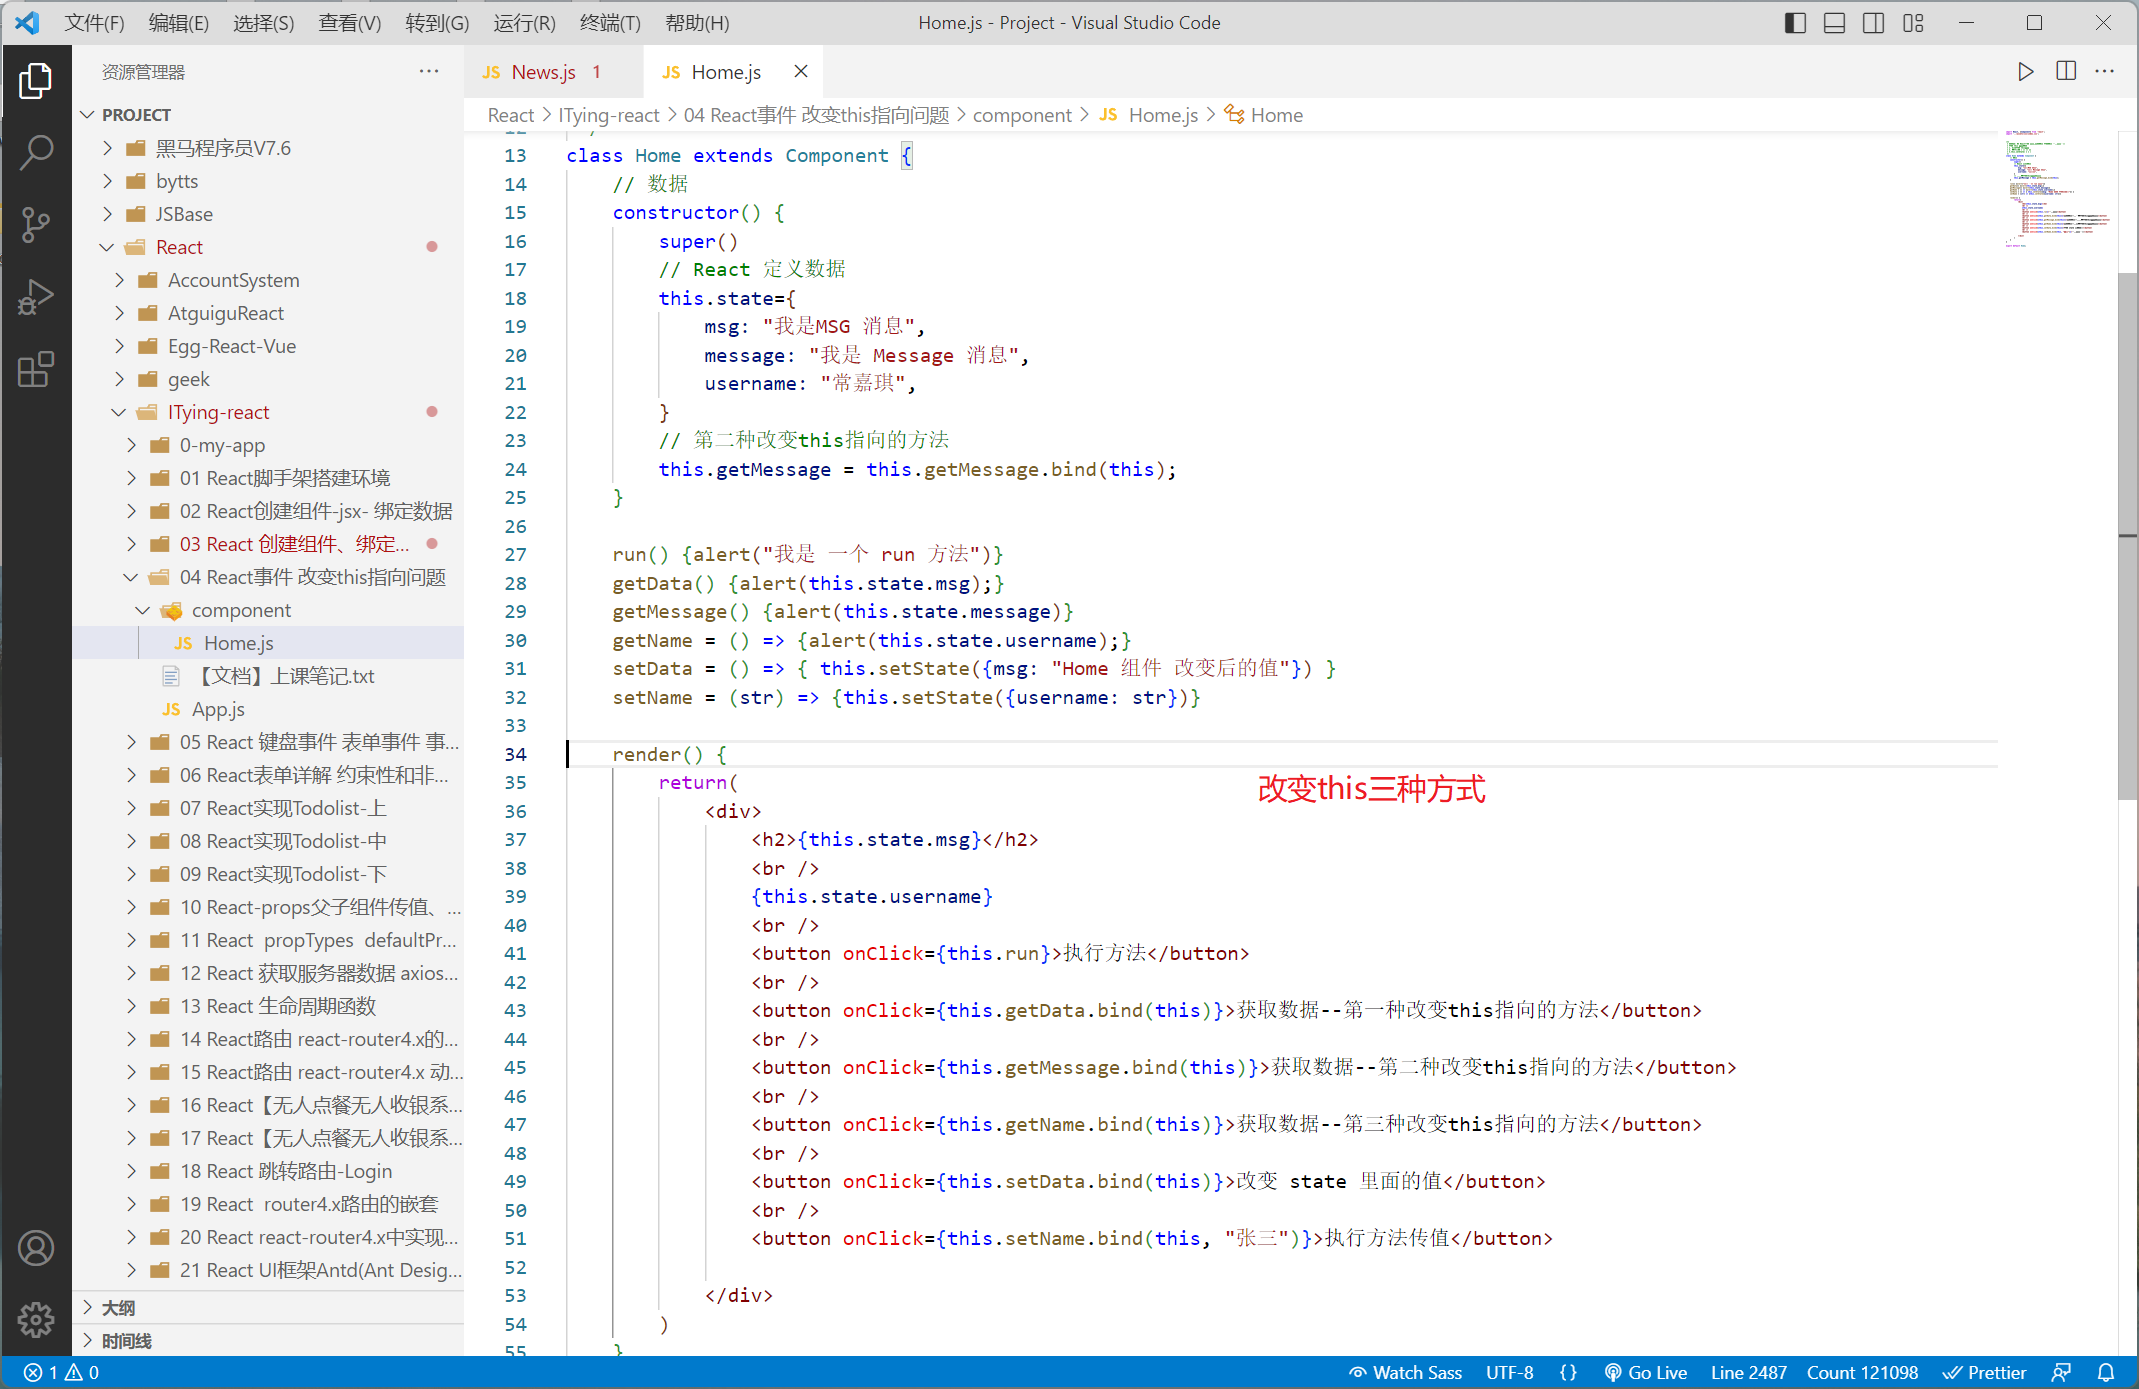 文件(F) 编辑(E) 选择(S) 查看(V) 转到(G) 运行(R) 终端(T) 帮助(H) Home.js - Project - Visual Studio Code
资源管理器
PROJECT
黑马程序员V7.6
bytts
JSBase
React
AccountSystem
AtguiguReact
Egg-React-Vue
geek
ITying-react
0-my-app
01 React脚手架搭建环境
02 React创建组件-jsx- 绑定数据
03 React 创建组件、绑定...
04 React事件 改变this指向问题
component
JS Home.js
【文档】上课笔记.txt
JS App.js
05 React 键盘事件 表单事件 事...
06 React表单详解 约束性和非...
07 React实现Todolist-上
08 React实现Todolist-中
09 React实现Todolist-下
10 React-props父子组件传值、...
11 React  propTypes  defaultPr...
12 React 获取服务器数据 axios...
13 React 生命周期函数
14 React路由 react-router4.x的...
15 React路由 react-router4.x 动...
16 React【无人点餐无人收银系...
17 React【无人点餐无人收银系...
18 React 跳转路由-Login
19 React  router4.x路由的嵌套
20 React react-router4.x中实现...
21 React UI框架Antd(Ant Desig...
大纲
时间线
JS News.js 1 JS Home.js
React > ITying-react > 04 React事件 改变this指向问题 > component > JS Home.js > Home
13 class Home extends Component {
14 // 数据
15 constructor() {
16 super()
17 // React 定义数据
18 this.state={
19 msg: "我是MSG 消息",
20 message: "我是 Message 消息",
21 username: "常嘉琪",
22 }
23 // 第二种改变this指向的方法
24 this.getMessage = this.getMessage.bind(this);
25 }
26
27 run() {alert("我是 一个 run 方法")}
28 getData() {alert(this.state.msg);}
29 getMessage() {alert(this.state.message)}
30 getName = () => {alert(this.state.username);}
31 setData = () => { this.setState({msg: "Home 组件 改变后的值"}) }
32 setName = (str) => {this.setState({username: str})}
33
34 render() {
35 return(
改变this三种方式
36 <div>
37 <h2>{this.state.msg}</h2>
38 <br />
39 {this.state.username}
40 <br />
41 <button onClick={this.run}>执行方法</button>
42 <br />
43 <button onClick={this.getData.bind(this)}>获取数据--第一种改变this指向的方法</button>
44 <br />
45 <button onClick={this.getMessage.bind(this)}>获取数据--第二种改变this指向的方法</button>
46 <br />
47 <button onClick={this.getName.bind(this)}>获取数据--第三种改变this指向的方法</button>
48 <br />
49 <button onClick={this.setData.bind(this)}>改变 state 里面的值</button>
50 <br />
51 <button onClick={this.setName.bind(this, "张三")}>执行方法传值</button>
52
53 </div>
54 )
55 }
1 0 Watch Sass UTF-8 {} Go Live Line 2487 Count 121098 Prettier